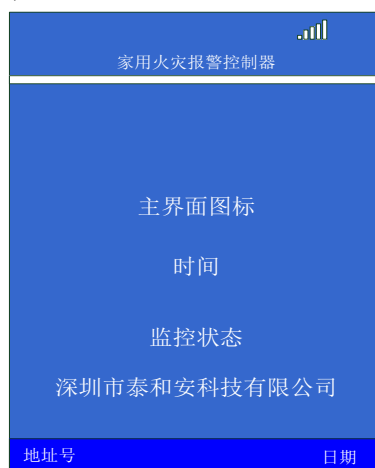 家用火灾报警控制器
主界面图标
时间
监控状态
深圳市泰和安科技有限公司
地址号 日期